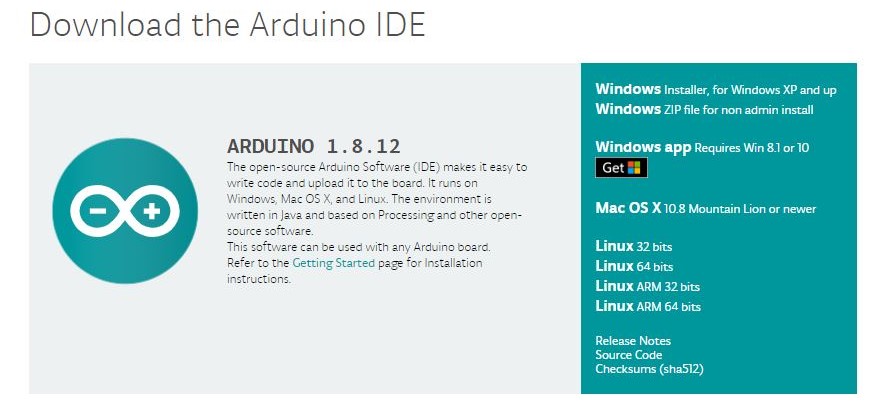 Download the Arduino IDE
ARDUINO 1.8.12
The open-source Arduino Software (IDE) makes it easy to
write code and upload it to the board. It runs on
Windows, Mac OS X, and Linux. The environment is
written in Java and based on Processing and other open-
source software.
This software can be used with any Arduino board.
Refer to the Getting Started page for Installation
instructions.
Windows Installer, for Windows XP and up
Windows ZIP file for non admin install
Windows app Requires Win 8.1 or 10
Get
Mac OS X 10.8 Mountain Lion or newer
Linux 32 bits
Linux 64 bits
Linux ARM 32 bits
Linux ARM 64 bits
Release Notes
Source Code
Checksums (sha512)